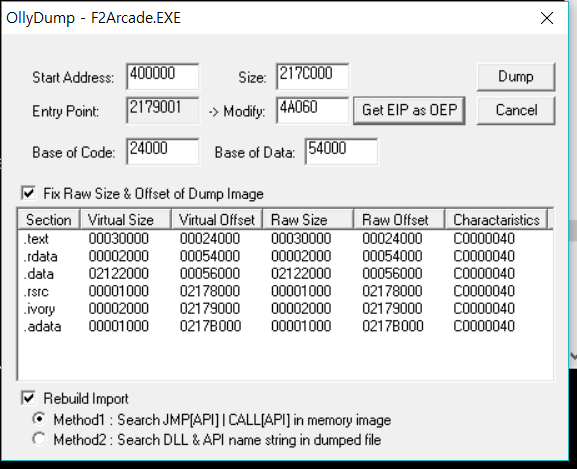 OllyDump - F2Arcade.EXE
Start Address: 400000 Size: 217C000 Dump
Entry Point: 2179001 -> Modify: 4A060 Get EIP as OEP Cancel
Base of Code: 24000 Base of Data: 54000
Fix Raw Size & Offset of Dump Image
Section Virtual Size Virtual Offset Raw Size Raw Offset Charactaristics
.text 00030000 00024000 00030000 00024000 C0000040
.rdata 00002000 00054000 00002000 00054000 C0000040
.data 02122000 00056000 02122000 00056000 C0000040
.rsrc 00001000 02178000 00001000 02178000 C0000040
.ivory 00002000 02179000 00002000 02179000 C0000040
.adata 00001000 0217B000 00001000 0217B000 C0000040
Rebuild Import
Method1 : Search JMP[API] | CALL[API] in memory image
Method2 : Search DLL & API name string in dumped file